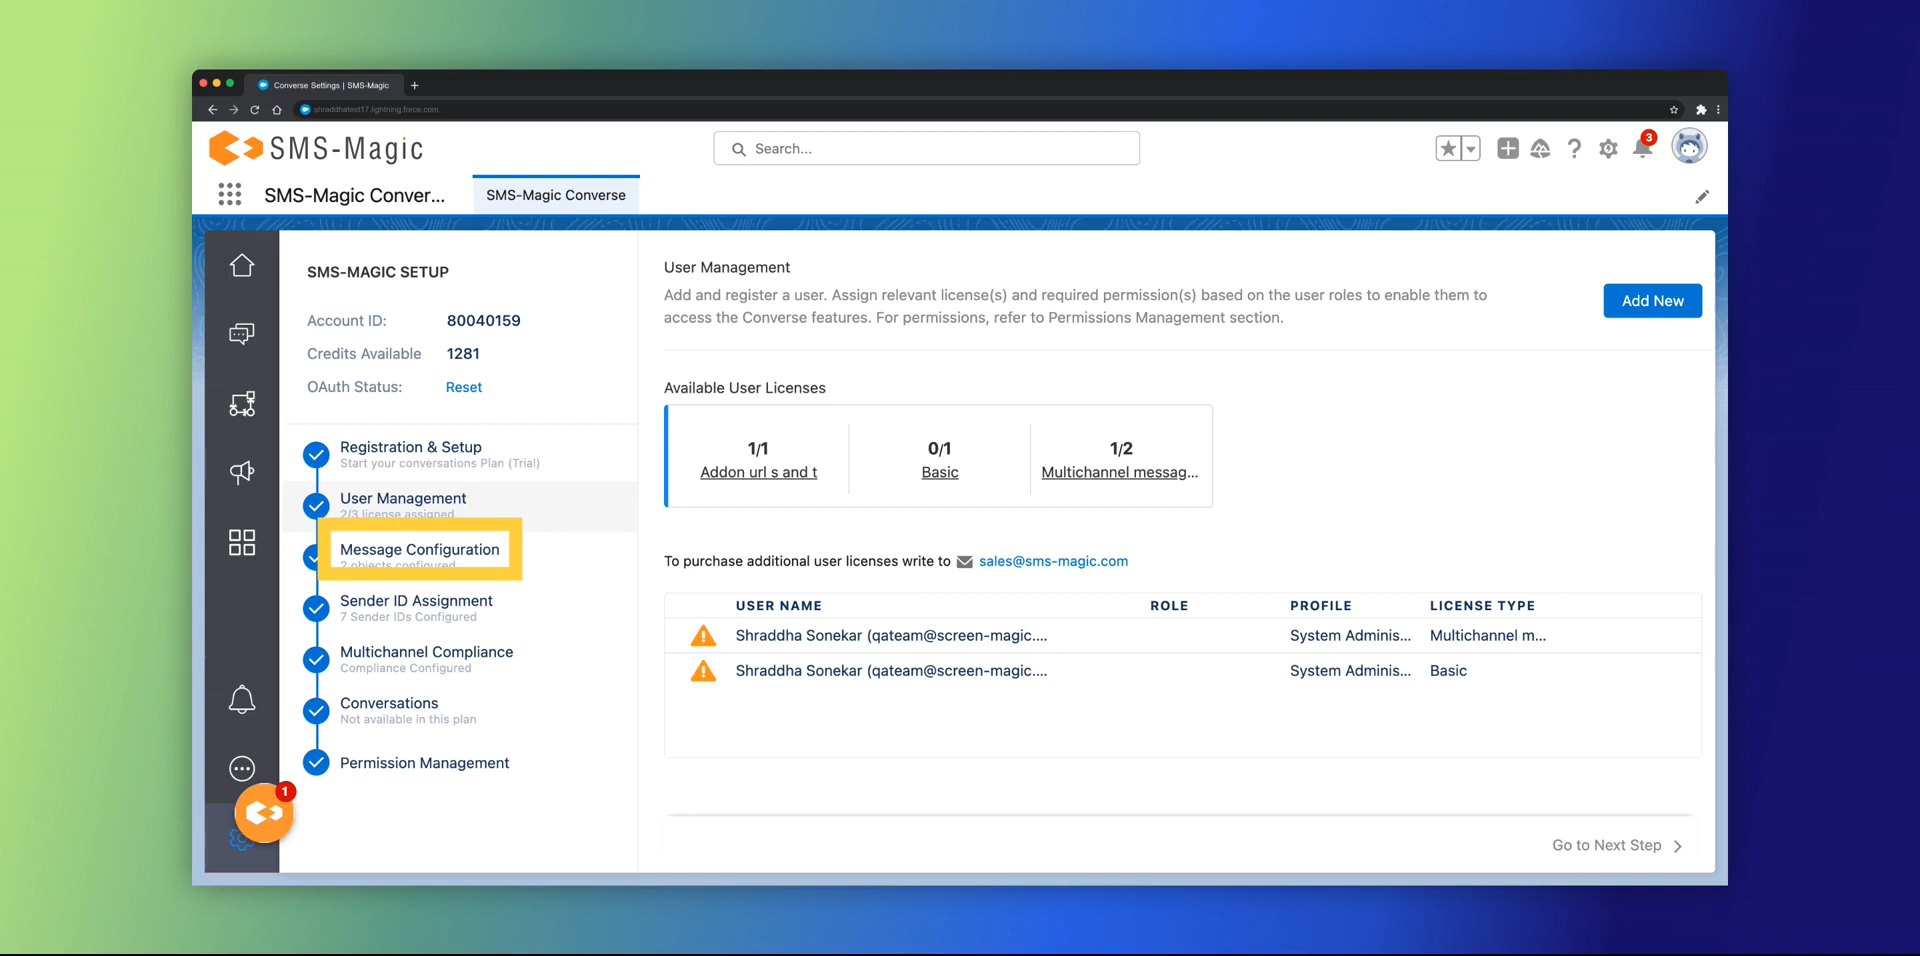 Converse Settings | SMS-Magic
shraddhatest17.lightning.force.com
SMS-Magic
Search...
3
SMS-Magic Conver...
SMS-Magic Converse
SMS-MAGIC SETUP
Account ID: 80040159
Credits Available 1281
OAuth Status: Reset
Registration & Setup
Start your conversations Plan (Trial)
User Management
2/3 license assigned
Message Configuration
2 objects configured
Sender ID Assignment
7 Sender IDs Configured
Multichannel Compliance
Compliance Configured
Conversations
Not available in this plan
Permission Management
1
User Management
Add and register a user. Assign relevant license(s) and required permission(s) based on the user roles to enable them to
access the Converse features. For permissions, refer to Permissions Management section.
Add New
Available User Licenses
1/1 0/1 1/2
Addon url s and t Basic Multichannel messag...
To purchase additional user licenses write to sales@sms-magic.com
USER NAME ROLE PROFILE LICENSE TYPE
Shraddha Sonekar (qateam@screen-magic.... System Adminis... Multichannel m...
Shraddha Sonekar (qateam@screen-magic.... System Adminis... Basic
Go to Next Step